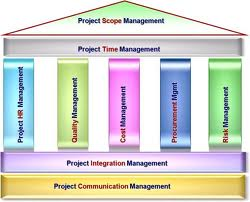 Project Scope Management
Project Time Management
Project HR Management
Quality Management
Cost Management
Procurement Mgmt
Risk Management
Project Integration Management
Project Communication Management